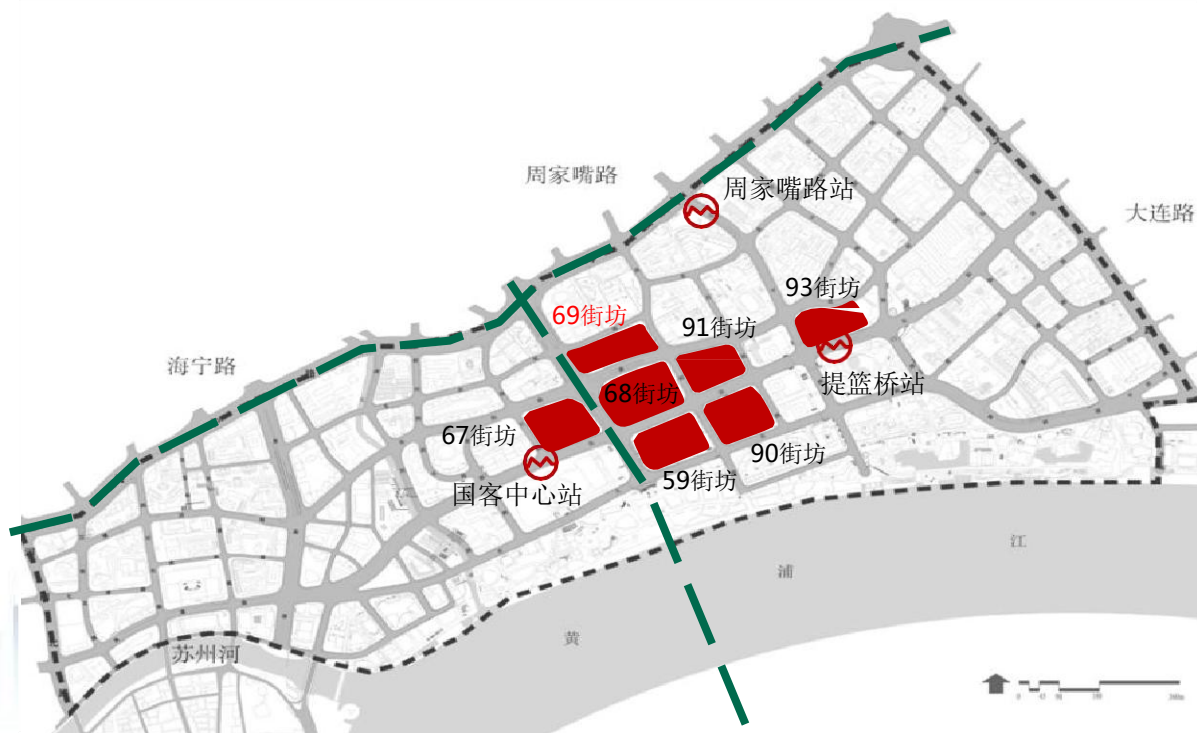 周家嘴路
周家嘴路站
大连路
93街坊
69街坊
91街坊
海宁路
提篮桥站
68街坊
67街坊
90街坊
59街坊
国客中心站
江
浦
黄
苏州河